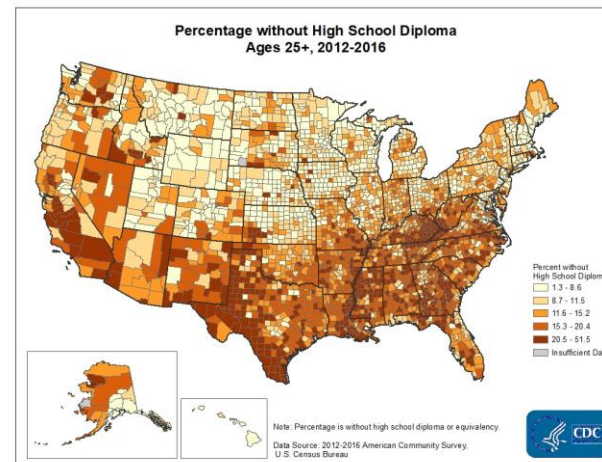 Percentage without High School Diploma
Ages 25+, 2012-2016
Percent without
High School Diplom
1.3 - 8.6
8.7 - 11.5
11.6 - 15.2
15.3 - 20.4
20.5 - 51.5
Insufficient Da
Note: Percentage is without high school diploma or equivalency.
Data Source: 2012-2016 American Community Survey,
U.S. Census Bureau
CDC